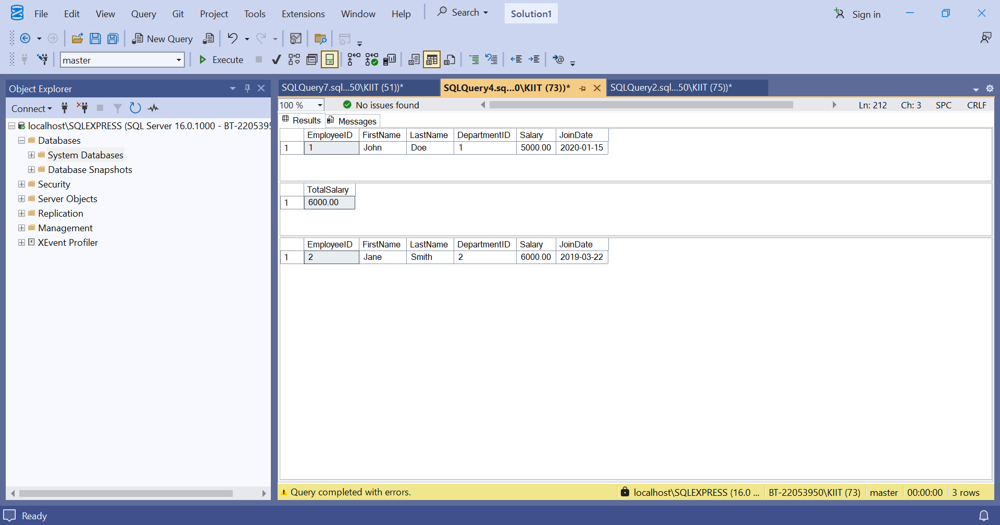 File Edit View Query Git Project Tools Extensions Window Help Search Solution1 Sign in
New Query
master Execute
Object Explorer
Connect
localhost\SQLEXPRESS (SQL Server 16.0.1000 - BT-220539
Databases
System Databases
Database Snapshots
Security
Server Objects
Replication
Management
XEvent Profiler
SQLQuery7.sql...50\KIIT (51))* SQLQuery4.sq...0\KIIT (73))* SQLQuery2.sql...50\KIIT (75))*
100 % No issues found Ln: 212 Ch: 3 SPC CRLF
Results Messages
EmployeeID FirstName LastName DepartmentID Salary JoinDate
1 1 John Doe 1 5000.00 2020-01-15
TotalSalary
1 6000.00
EmployeeID FirstName LastName DepartmentID Salary JoinDate
1 2 Jane Smith 2 6000.00 2019-03-22
Query completed with errors. localhost\SQLEXPRESS (16.0 ... BT-22053950\KIIT (73) master 00:00:00 3 rows
Ready